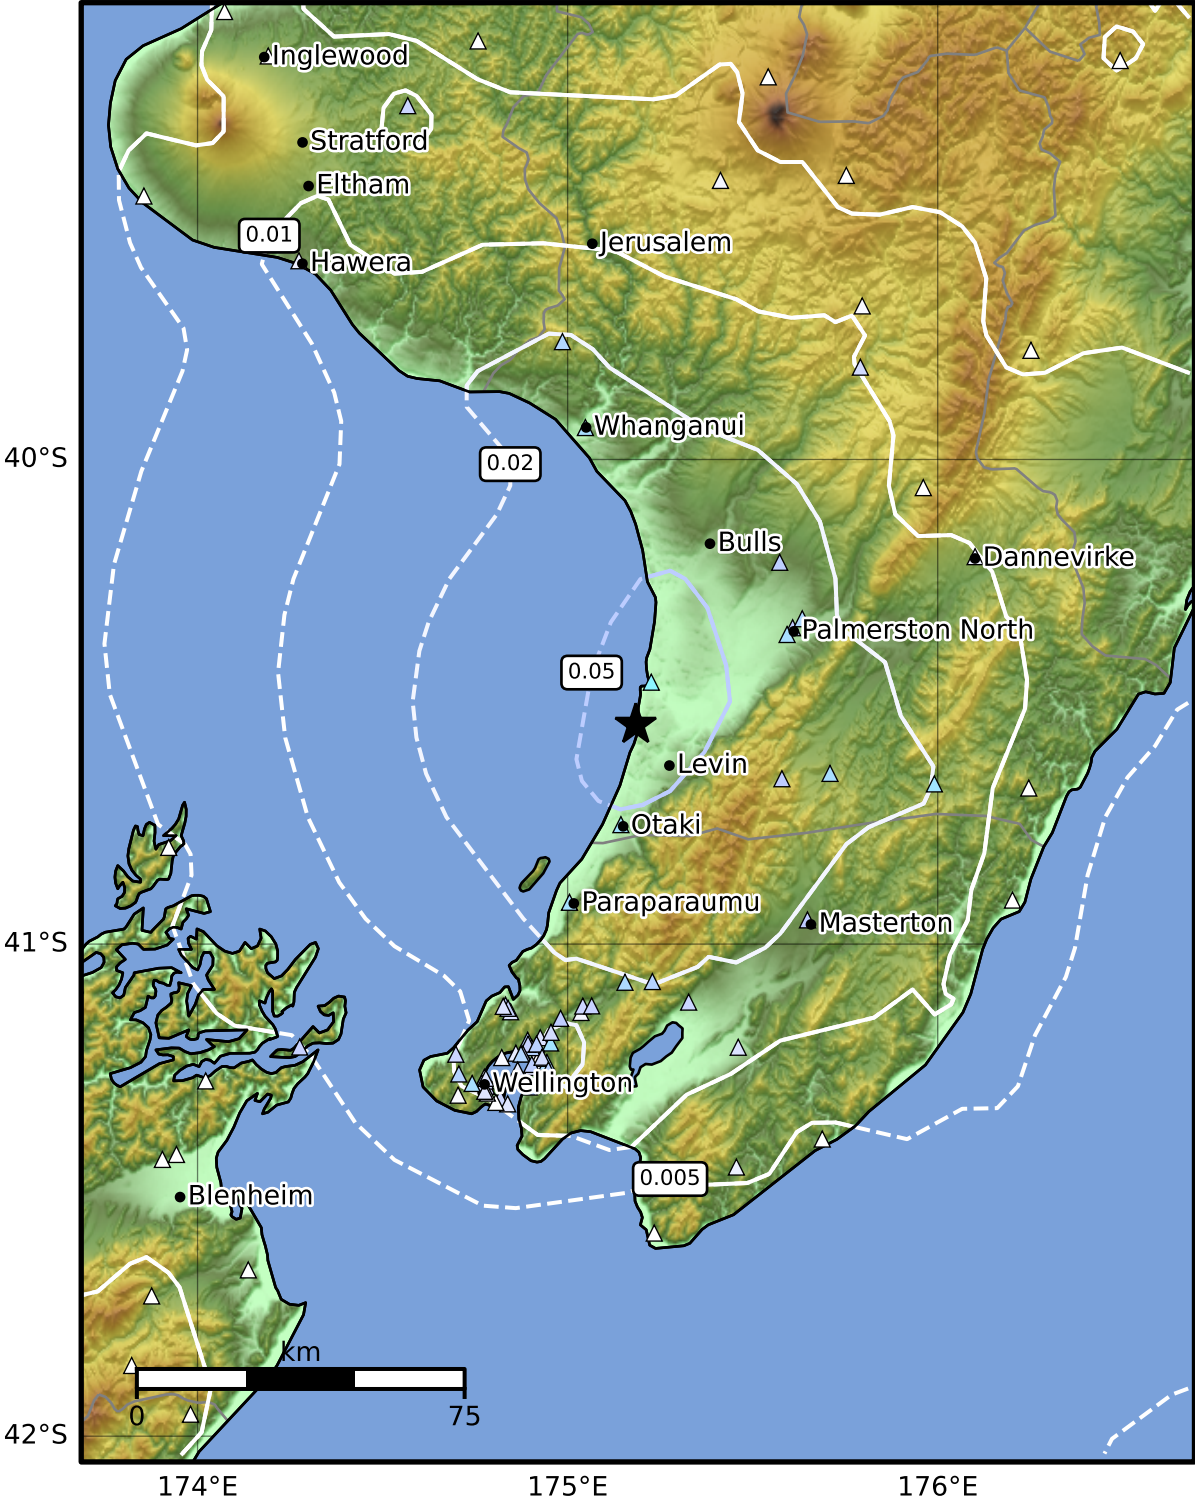 Inglewood
Stratford
Eltham
0.01
Jerusalem
Hawera
Whanganui
40°S
0.02
Bulls
Dannevirke
Palmerston North
0.05
Levin
Otaki
Paraparaumu
Masterton
41°S
Wellington
0.005
Blenheim
km
0
75
42°S
174°E
175°E
176°E